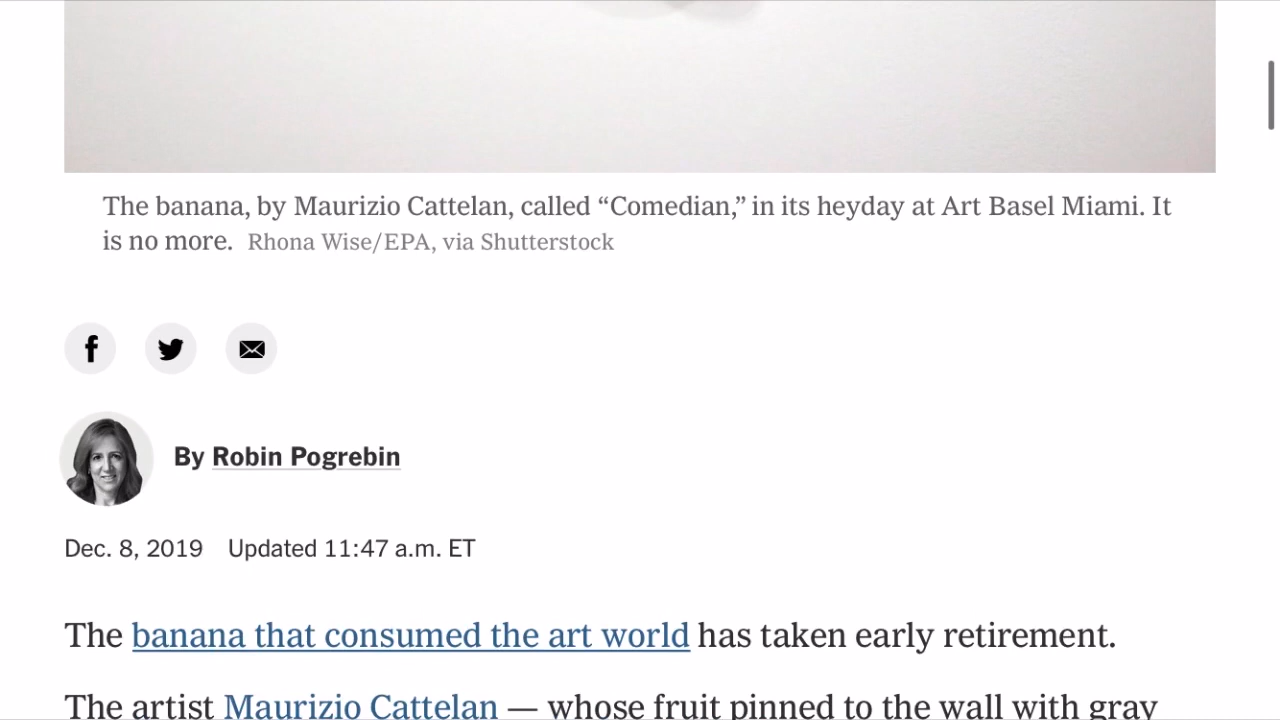 The banana, by Maurizio Cattelan, called “Comedian,” in its heyday at Art Basel Miami. It
is no more. Rhona Wise/EPA, via Shutterstock
By Robin Pogrebin
Dec. 8, 2019 Updated 11:47 a.m. ET
The banana that consumed the art world has taken early retirement.
The artist Maurizio Cattelan — whose fruit pinned to the wall with gray